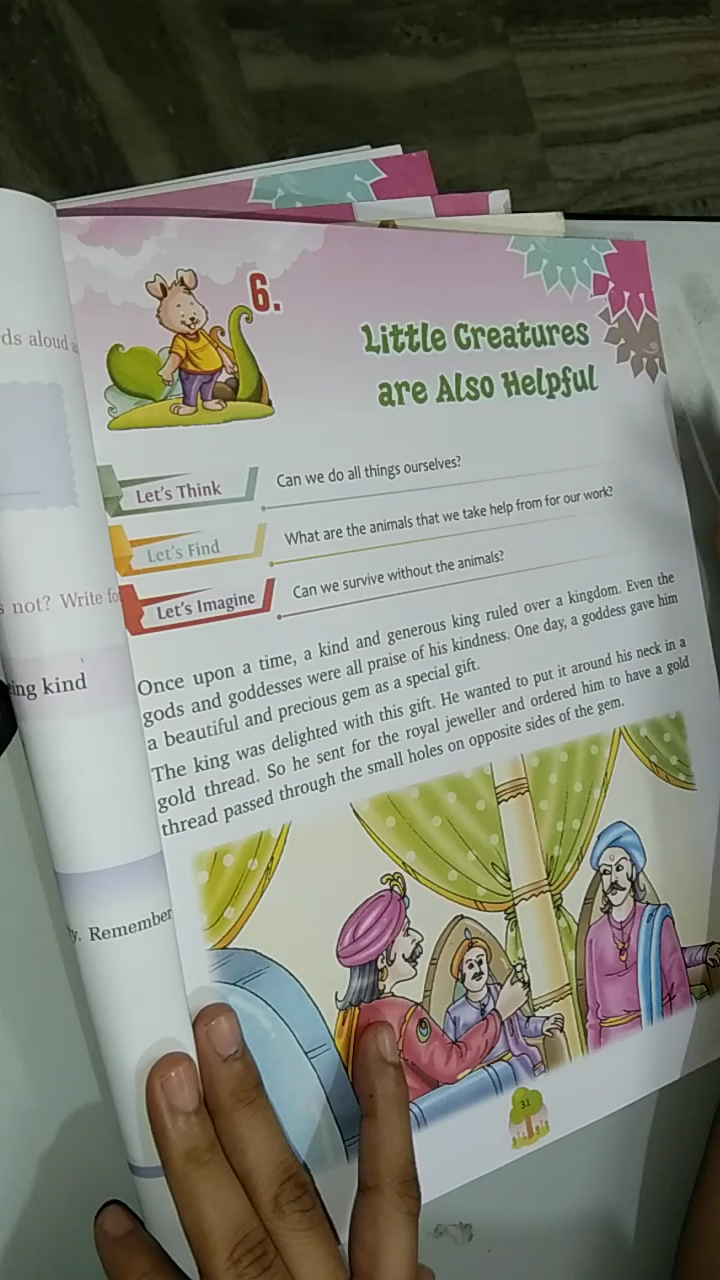 ds aloud
s not? Write fo
ing kind
y. Remember
6.
Little Creatures
are Also Helpful
Let's Think
Can we do all things ourselves?
Let's Find
What are the animals that we take help from for our work?
Let's Imagine
Can we survive without the animals?
Once upon a time, a kind and generous king ruled over a kingdom. Even the
gods and goddesses were all praise of his kindness. One day, a goddess gave him
a beautiful and precious gem as a special gift.
The king was delighted with this gift. He wanted to put it around his neck in a
gold thread. So he sent for the royal jeweller and ordered him to have a gold
thread passed through the small holes on opposite sides of the gem.
31